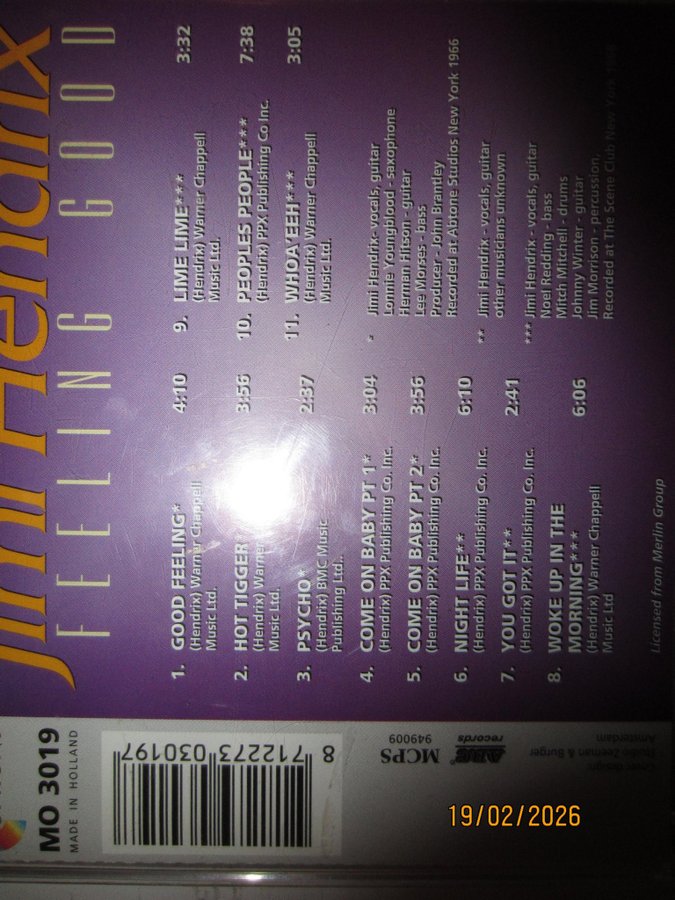 Jimi Hendrix
FEELING GOOD
1. GOOD FEELING* 4:10
(Hendrix) Warner Chappell
Music Ltd.
2. HOT TIGGER 3:56
(Hendrix) Warner
Music Ltd.
3. PSYCHO* 2:37
(Hendrix) BMC Music
Publishing Ltd..
4. COME ON BABY PT 1* 3:04
(Hendrix) PPX Publishing Co. Inc.
5. COME ON BABY PT 2* 3:56
(Hendrix) PPX Publishing Co. Inc.
6. NIGHT LIFE** 6:10
(Hendrix) PPX Publishing Co. Inc.
7. YOU GOT IT** 2:41
(Hendrix) PPX Publishing Co. Inc.
8. WOKE UP IN THE
MORNING*** 6:06
(Hendrix) Warner Chappell
Music Ltd
9. LIME LIME*** 3:32
(Hendrix) Warner Chappell
Music Ltd.
10. PEOPLES PEOPLE*** 7:38
(Hendrix) PPX Publishing Co Inc.
11. WHOA'EEH*** 3:05
(Hendrix) Warner Chappell
Music Ltd.
* Jimi Hendrix- vocals, guitar
Lonnie Youngblood - saxophone
Herman Hitson - guitar
Lee Moses - bass
Producer - John Brantley
Recorded at Abtone Studios New York 1966
** Jimi Hendrix - vocals, guitar
other musicians unknown
*** Jimi Hendrix - vocals, guitar
Noel Redding - bass
Mitch Mitchell - drums
Johnny Winter - guitar
Jim Morrison - percussion,
Recorded at The Scene Club New York
Licensed from Merlin Group
MO 3019
MADE IN HOLLAND
8 712273 030197
MCPS
949009
records
Cover design:
Studio Zeeman & Burger
Amsterdam
19/02/2026